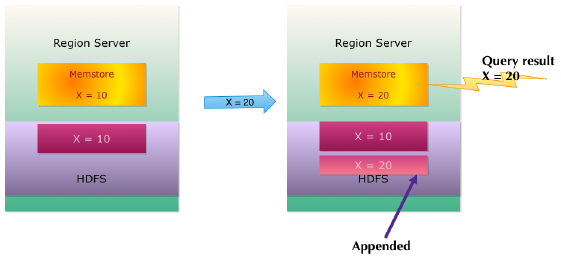 Region Server
Memstore
X = 10
X = 10
HDFS
X = 20
Region Server
Memstore
X = 20
X = 10
X = 20
HDFS
Query result
X = 20
Appended